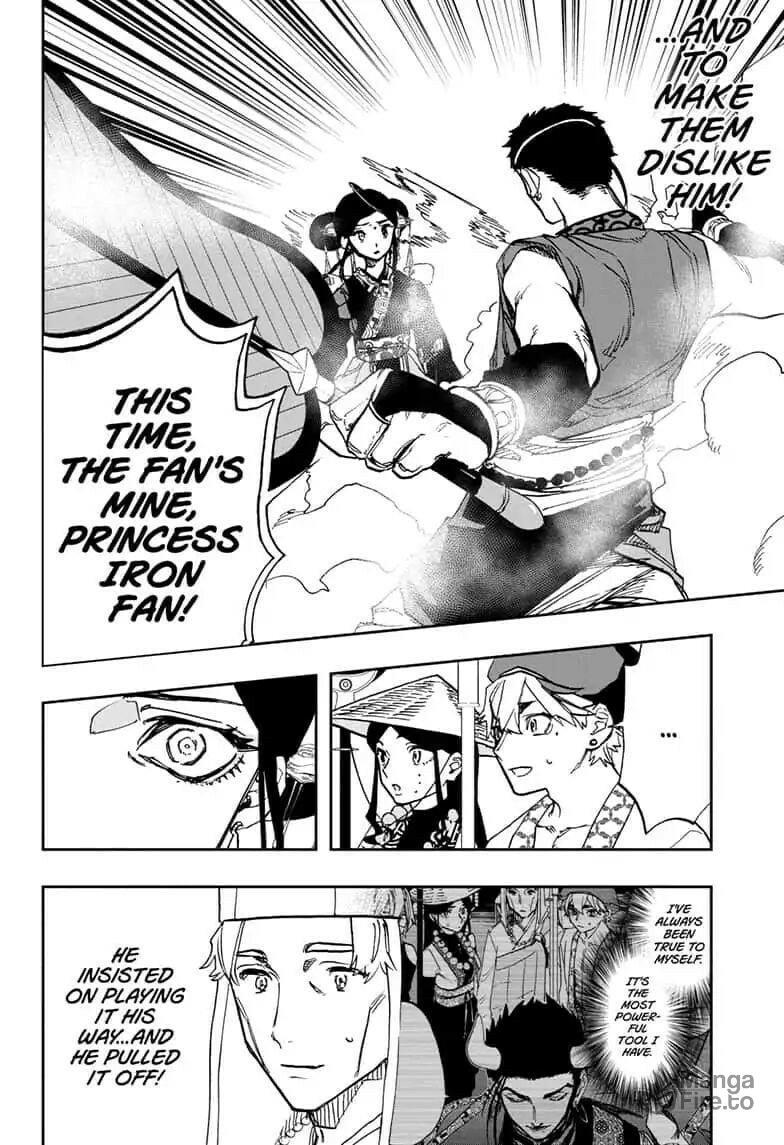 ...AND
TO
MAKE
THEM
DISLIKE
HIM!
THIS
TIME,
THE FAN'S
MINE,
PRINCESS
IRON
FAN!
...
I'VE
ALWAYS
BEEN
TRUE TO
MYSELF.
IT'S
THE
MOST
POWER-
FUL
TOOL I
HAVE.
HE
INSISTED
ON PLAYING
IT HIS
WAY...AND
HE PULLED
IT OFF!
Manga
Fire.to